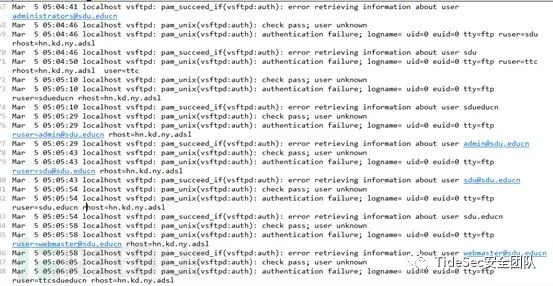 67 Mar  5 05:04:41 localhost vsftpd: pam_succeed_if(vsftpd:auth): error retrieving information about user
administrators@sdu.educn
68 Mar  5 05:04:46 localhost vsftpd: pam_unix(vsftpd:auth): check pass; user unknown
69 Mar  5 05:04:46 localhost vsftpd: pam_unix(vsftpd:auth): authentication failure; logname= uid=0 euid=0 tty=ftp ruser=sdu
rhost=hn.kd.ny.adsl
70 Mar  5 05:04:46 localhost vsftpd: pam_succeed_if(vsftpd:auth): error retrieving information about user sdu
71 Mar  5 05:04:50 localhost vsftpd: pam_unix(vsftpd:auth): authentication failure; logname= uid=0 euid=0 tty=ftp ruser=ttc
rhost=hn.kd.ny.adsl  user=ttc
72 Mar  5 05:05:10 localhost vsftpd: pam_unix(vsftpd:auth): check pass; user unknown
73 Mar  5 05:05:10 localhost vsftpd: pam_unix(vsftpd:auth): authentication failure; logname= uid=0 euid=0 tty=ftp
ruser=sdueducn rhost=hn.kd.ny.adsl
74 Mar  5 05:05:10 localhost vsftpd: pam_succeed_if(vsftpd:auth): error retrieving information about user sdueducn
75 Mar  5 05:05:29 localhost vsftpd: pam_unix(vsftpd:auth): check pass; user unknown
76 Mar  5 05:05:29 localhost vsftpd: pam_unix(vsftpd:auth): authentication failure; logname= uid=0 euid=0 tty=ftp
ruser=admin@sdu.educn rhost=hn.kd.ny.adsl
77 Mar  5 05:05:29 localhost vsftpd: pam_succeed_if(vsftpd:auth): error retrieving information about user admin@sdu.educn
78 Mar  5 05:05:43 localhost vsftpd: pam_unix(vsftpd:auth): check pass; user unknown
79 Mar  5 05:05:43 localhost vsftpd: pam_unix(vsftpd:auth): authentication failure; logname= uid=0 euid=0 tty=ftp
ruser=sdu@sdu.educn rhost=hn.kd.ny.adsl
80 Mar  5 05:05:43 localhost vsftpd: pam_succeed_if(vsftpd:auth): error retrieving information about user sdu@sdu.educn
81 Mar  5 05:05:54 localhost vsftpd: pam_unix(vsftpd:auth): check pass; user unknown
82 Mar  5 05:05:54 localhost vsftpd: pam_unix(vsftpd:auth): authentication failure; logname= uid=0 euid=0 tty=ftp
ruser=sdu.educn rhost=hn.kd.ny.adsl
83 Mar  5 05:05:54 localhost vsftpd: pam_succeed_if(vsftpd:auth): error retrieving information about user sdu.educn
84 Mar  5 05:05:58 localhost vsftpd: pam_unix(vsftpd:auth): check pass; user unknown
85 Mar  5 05:05:58 localhost vsftpd: pam_unix(vsftpd:auth): authentication failure; logname= uid=0 euid=0 tty=ftp
ruser=webmaster@sdu.educn rhost=hn.kd.ny.adsl
86 Mar  5 05:05:58 localhost vsftpd: pam_succeed_if(vsftpd:auth): error retrieving information about user webmaster@sdu.educn
87 Mar  5 05:06:05 localhost vsftpd: pam_unix(vsftpd:auth): check pass; user unknown
88 Mar  5 05:06:05 localhost vsftpd: pam_unix(vsftpd:auth): authentication failure; logname= uid=0 euid=0 tty=ftp
ruser=ttcsdueducn rhost=hn.kd.ny.adsl
TideSec安全团队